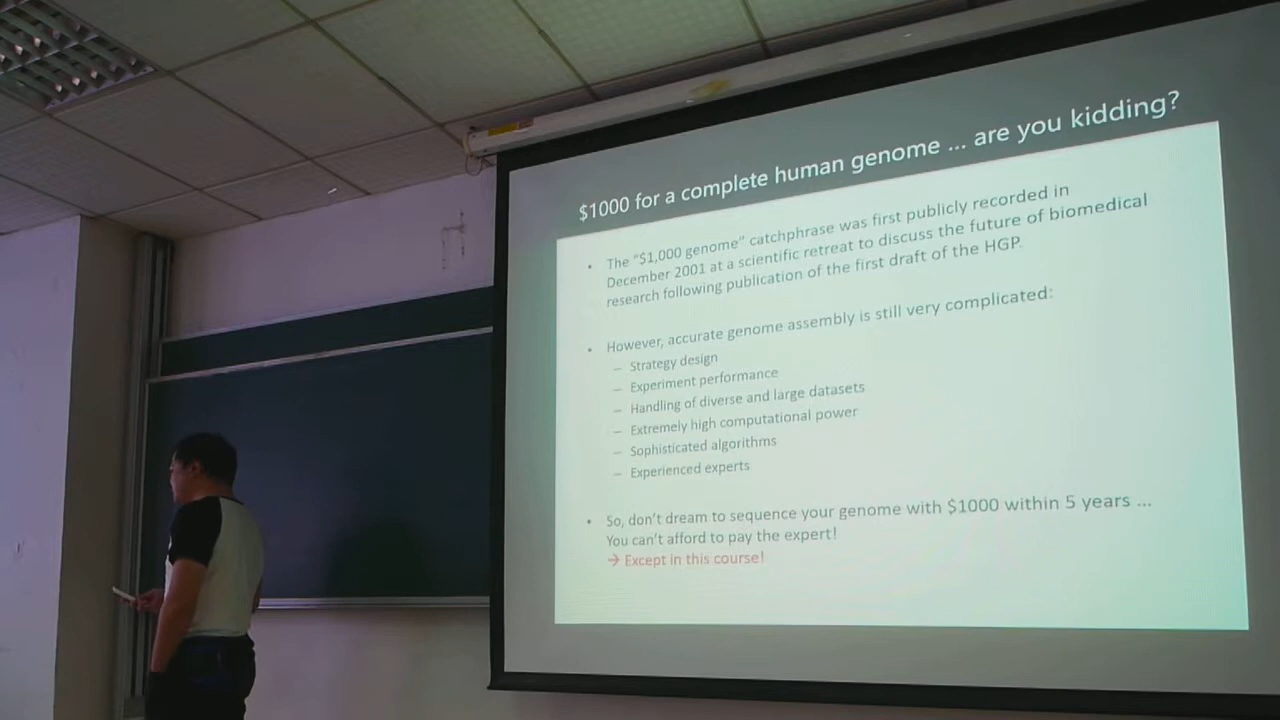 $1000 for a complete human genome ... are you kidding?
• The “$1,000 genome” catchphrase was first publicly recorded in
December 2001 at a scientific retreat to discuss the future of biomedical
research following publication of the first draft of the HGP.
• However, accurate genome assembly is still very complicated:
– Strategy design
– Experiment performance
– Handling of diverse and large datasets
– Extremely high computational power
– Sophisticated algorithms
– Experienced experts
• So, don’t dream to sequence your genome with $1000 within 5 years ...
You can’t afford to pay the expert!
→ Except in this course!